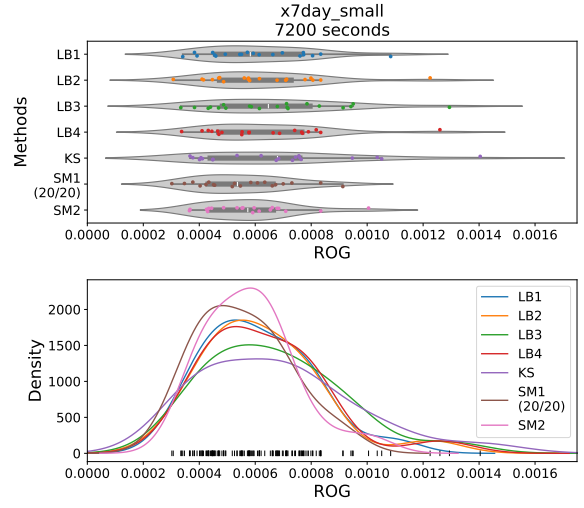 x7day_small
7200 seconds
Methods
LB1
LB2
LB3
LB4
KS
SM1
(20/20)
SM2
0.0000 0.0002 0.0004 0.0006 0.0008 0.0010 0.0012 0.0014 0.0016
ROG
Density
2000
1500
1000
500
0
LB1
LB2
LB3
LB4
KS
SM1
(20/20)
SM2
0.0000 0.0002 0.0004 0.0006 0.0008 0.0010 0.0012 0.0014 0.0016
ROG